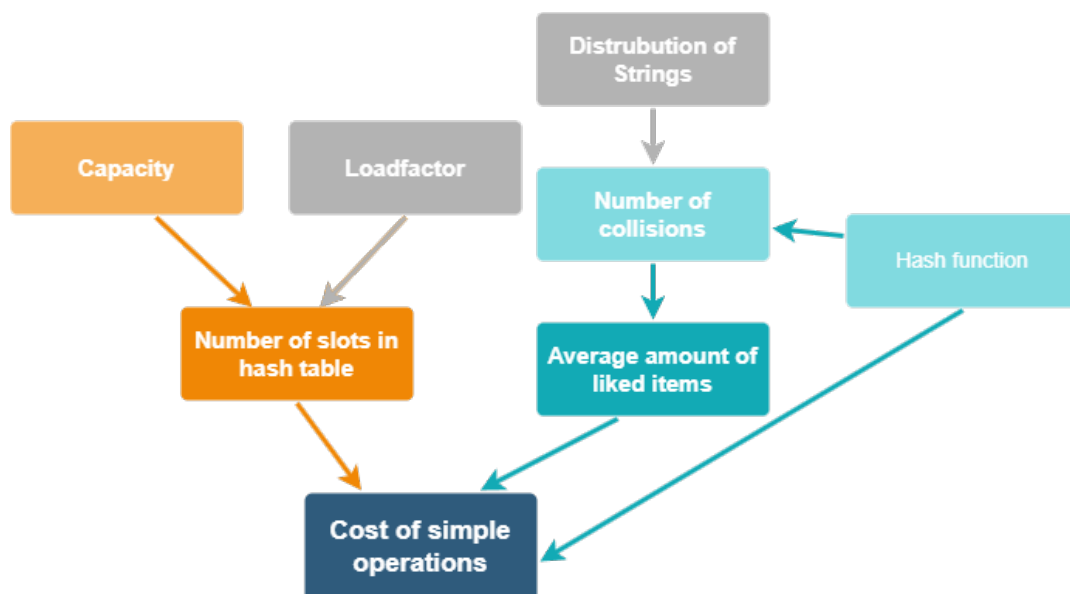 Distrubution of
Strings
Capacity
Loadfactor
Number of
collisions
Hash function
Number of slots in
hash table
Average amount of
liked items
Cost of simple
operations